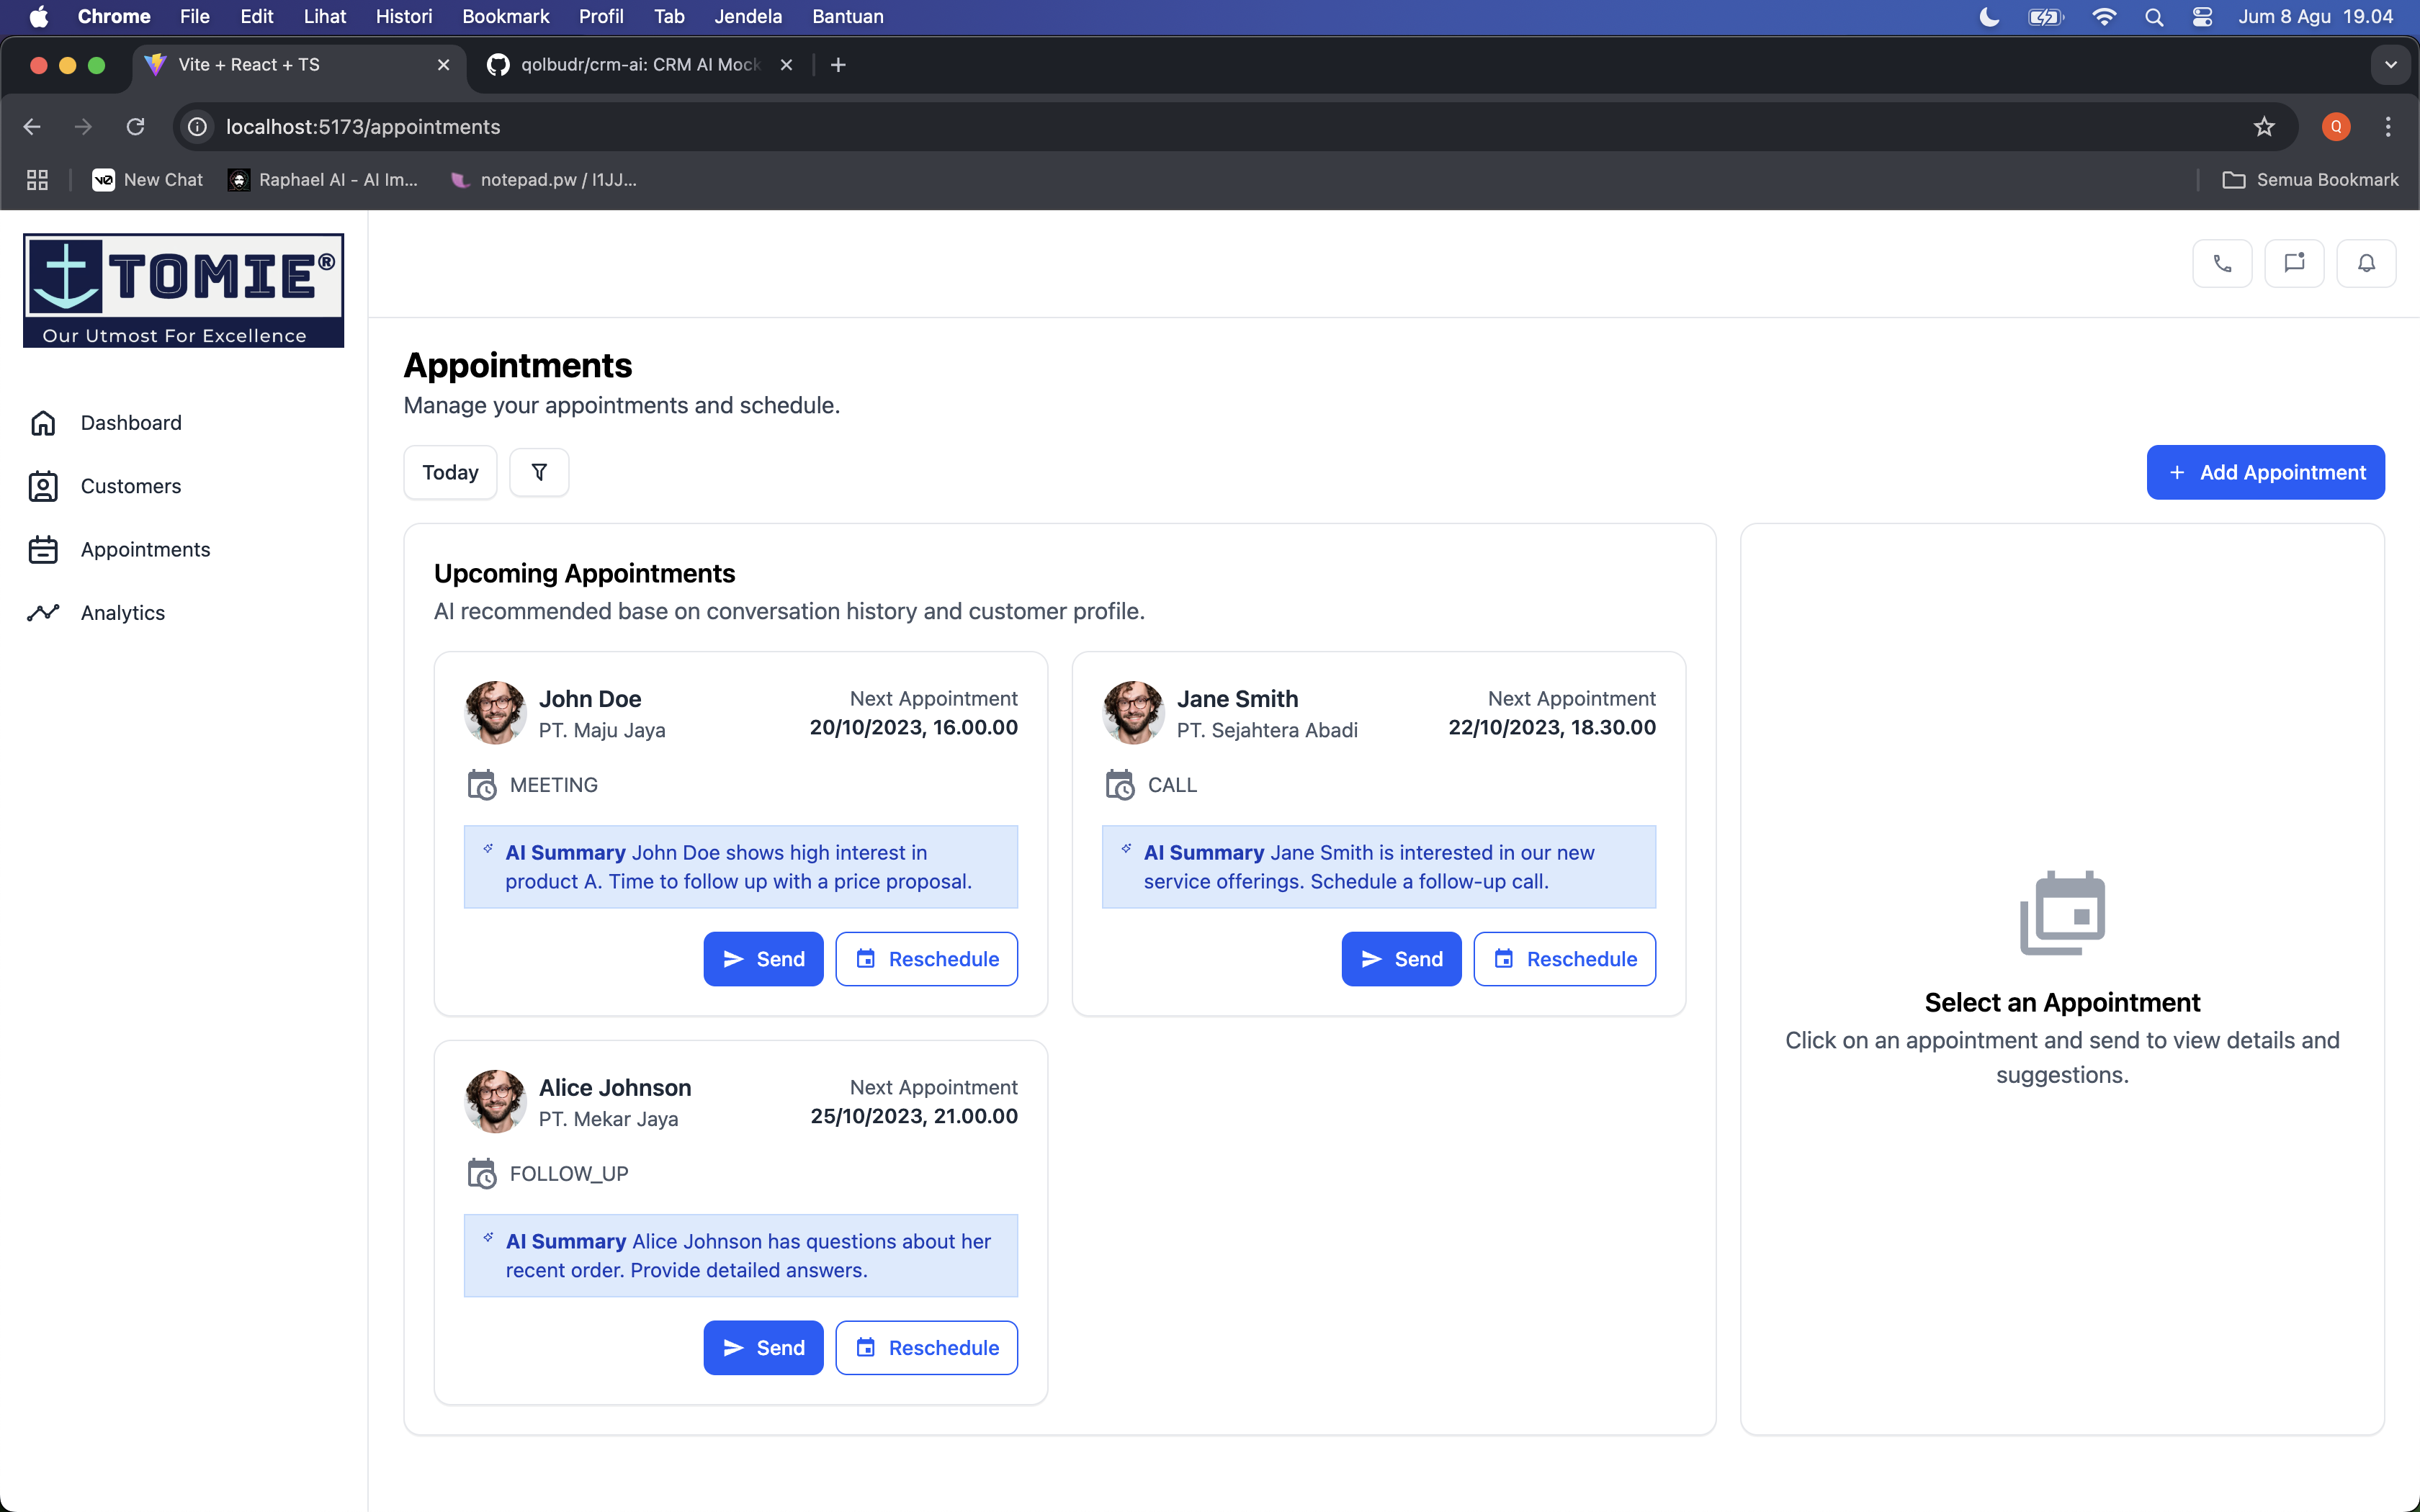 Chrome File Edit Lihat Histori Bookmark Profil Tab Jendela Bantuan Jum 8 Agu 19.04
Vite + React + TS qolbudr/crm-ai: CRM AI Mock
localhost:5173/appointments Q
New Chat Raphael AI - AI Im... notepad.pw / l1JJ... Semua Bookmark
TOMIE®
Our Utmost For Excellence
Dashboard
Customers
Appointments
Analytics
Appointments
Manage your appointments and schedule.
Today
+ Add Appointment
Upcoming Appointments
AI recommended base on conversation history and customer profile.
John Doe
PT. Maju Jaya
Next Appointment
20/10/2023, 16.00.00
MEETING
AI Summary John Doe shows high interest in
product A. Time to follow up with a price proposal.
Send Reschedule
Jane Smith
PT. Sejahtera Abadi
Next Appointment
22/10/2023, 18.30.00
CALL
AI Summary Jane Smith is interested in our new
service offerings. Schedule a follow-up call.
Send Reschedule
Alice Johnson
PT. Mekar Jaya
Next Appointment
25/10/2023, 21.00.00
FOLLOW_UP
AI Summary Alice Johnson has questions about her
recent order. Provide detailed answers.
Send Reschedule
Select an Appointment
Click on an appointment and send to view details and
suggestions.